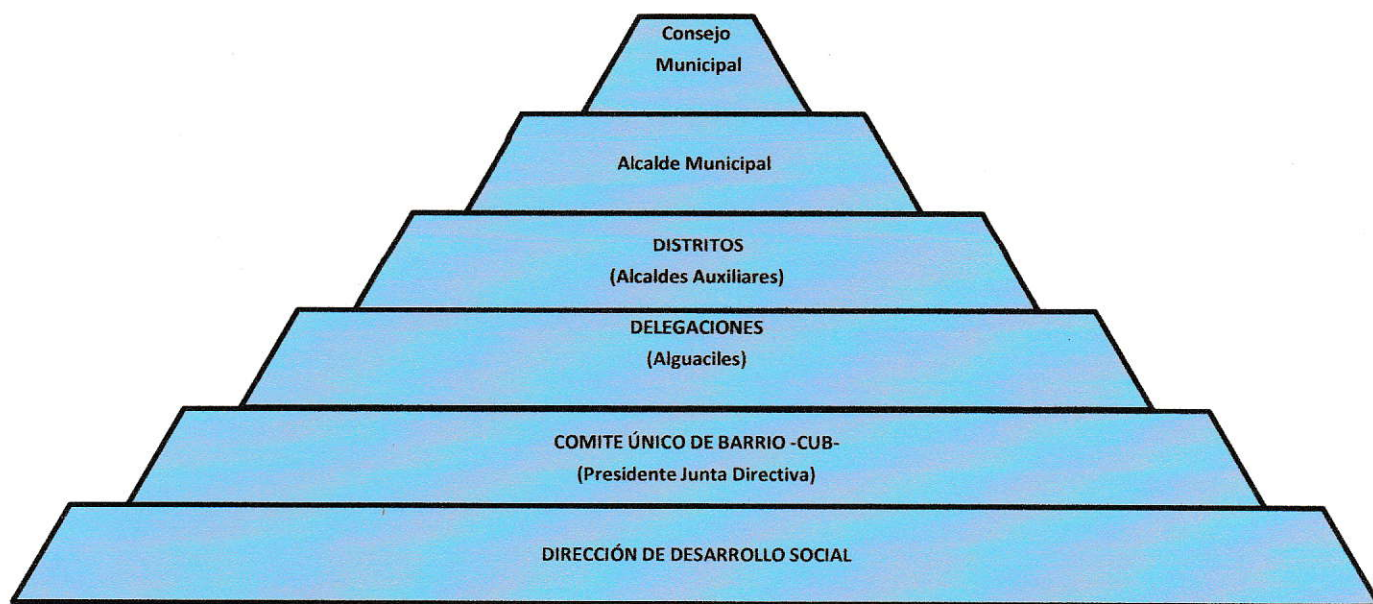 Consejo
Municipal
Alcalde Municipal
DISTRITOS
(Alcaldes Auxiliares)
DELEGACIONES
(Alguaciles)
COMITE ÚNICO DE BARRIO -CUB-
(Presidente Junta Directiva)
DIRECCIÓN DE DESARROLLO SOCIAL